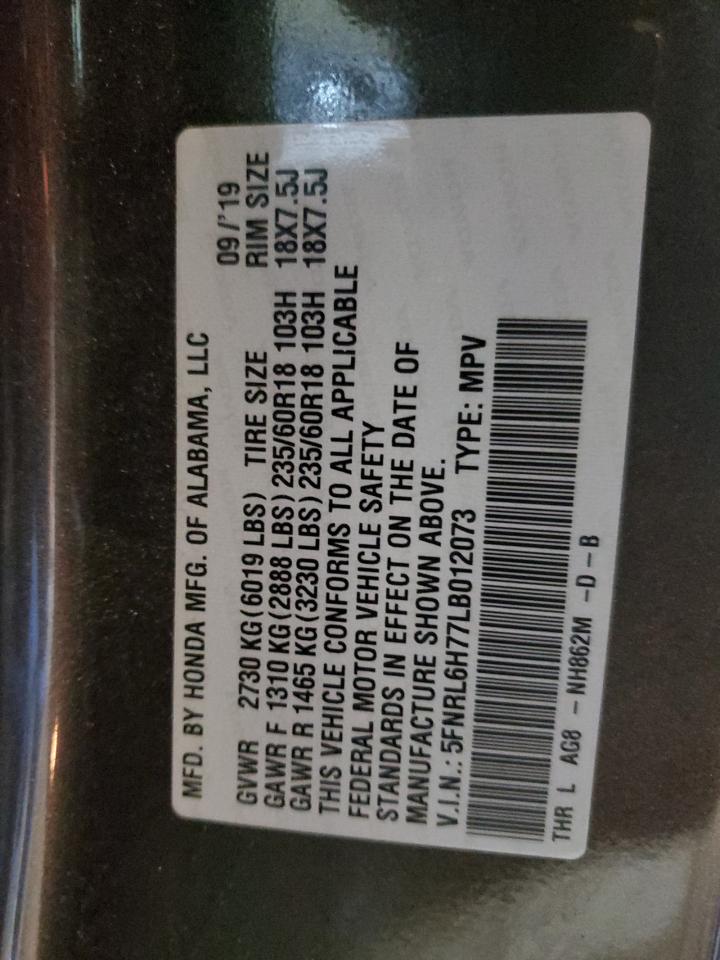 MFD. BY HONDA MFG. OF ALABAMA, LLC
09/'19
GVWR 2730 KG(6019 LBS) TIRE SIZE RIM SIZE
GAWR F 1310 KG(2888 LBS) 235/60R18 103H 18X7.5J
GAWR R 1465 KG(3230 LBS) 235/60R18 103H 18X7.5J
THIS VEHICLE CONFORMS TO ALL APPLICABLE
FEDERAL MOTOR VEHICLE SAFETY
STANDARDS IN EFFECT ON THE DATE OF
MANUFACTURE SHOWN ABOVE.
V.I.N.: 5FNRL6H77LB012073 TYPE: MPV
THR L AG8 - NH862M - D - B